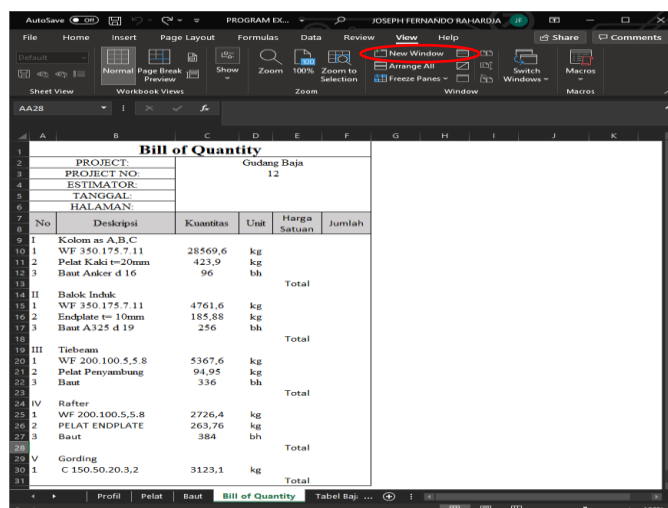 AutoSave Off PROGRAM EX... JOSEPH FERNANDO RAHARDJA JF
File Home Insert Page Layout Formulas Data Review View Help Share Comments
Default Normal Page Break Preview Show Zoom 100% Zoom to Selection New Window Arrange All Freeze Panes Switch Windows Macros
Sheet View Workbook Views Zoom Window Macros
AA28 fx
A B C D E F G H I J K
1 Bill of Quantity
2 PROJECT: Gudang Baja
3 PROJECT NO: 12
4 ESTIMATOR:
5 TANGGAL:
6 HALAMAN:
7 No Deskripsi Kuantitas Unit Harga Satuan Jumlah
8
9 I Kolom as A,B,C
10 1 WF 350.175.7.11 28569,6 kg
11 2 Pelat Kaki t=20mm 423,9 kg
12 3 Baut Anker d 16 96 bh
13 Total
14 II Balok Induk
15 1 WF 350.175.7.11 4761,6 kg
16 2 Endplate t= 10mm 185,88 kg
17 3 Baut A325 d 19 256 bh
18 Total
19 III Tiebeam
20 1 WF 200.100.5,5.8 5367,6 kg
21 2 Pelat Penyambung 94,95 kg
22 3 Baut 336 bh
23 Total
24 IV Rafter
25 1 WF 200.100.5,5.8 2726,4 kg
26 2 PELAT ENDPLATE 263,76 kg
27 3 Baut 384 bh
28 Total
29 V Gording
30 1 C 150.50.20.3,2 3123,1 kg
31 Total
Profil Pelat Baut Bill of Quantity Tabel Baj ...